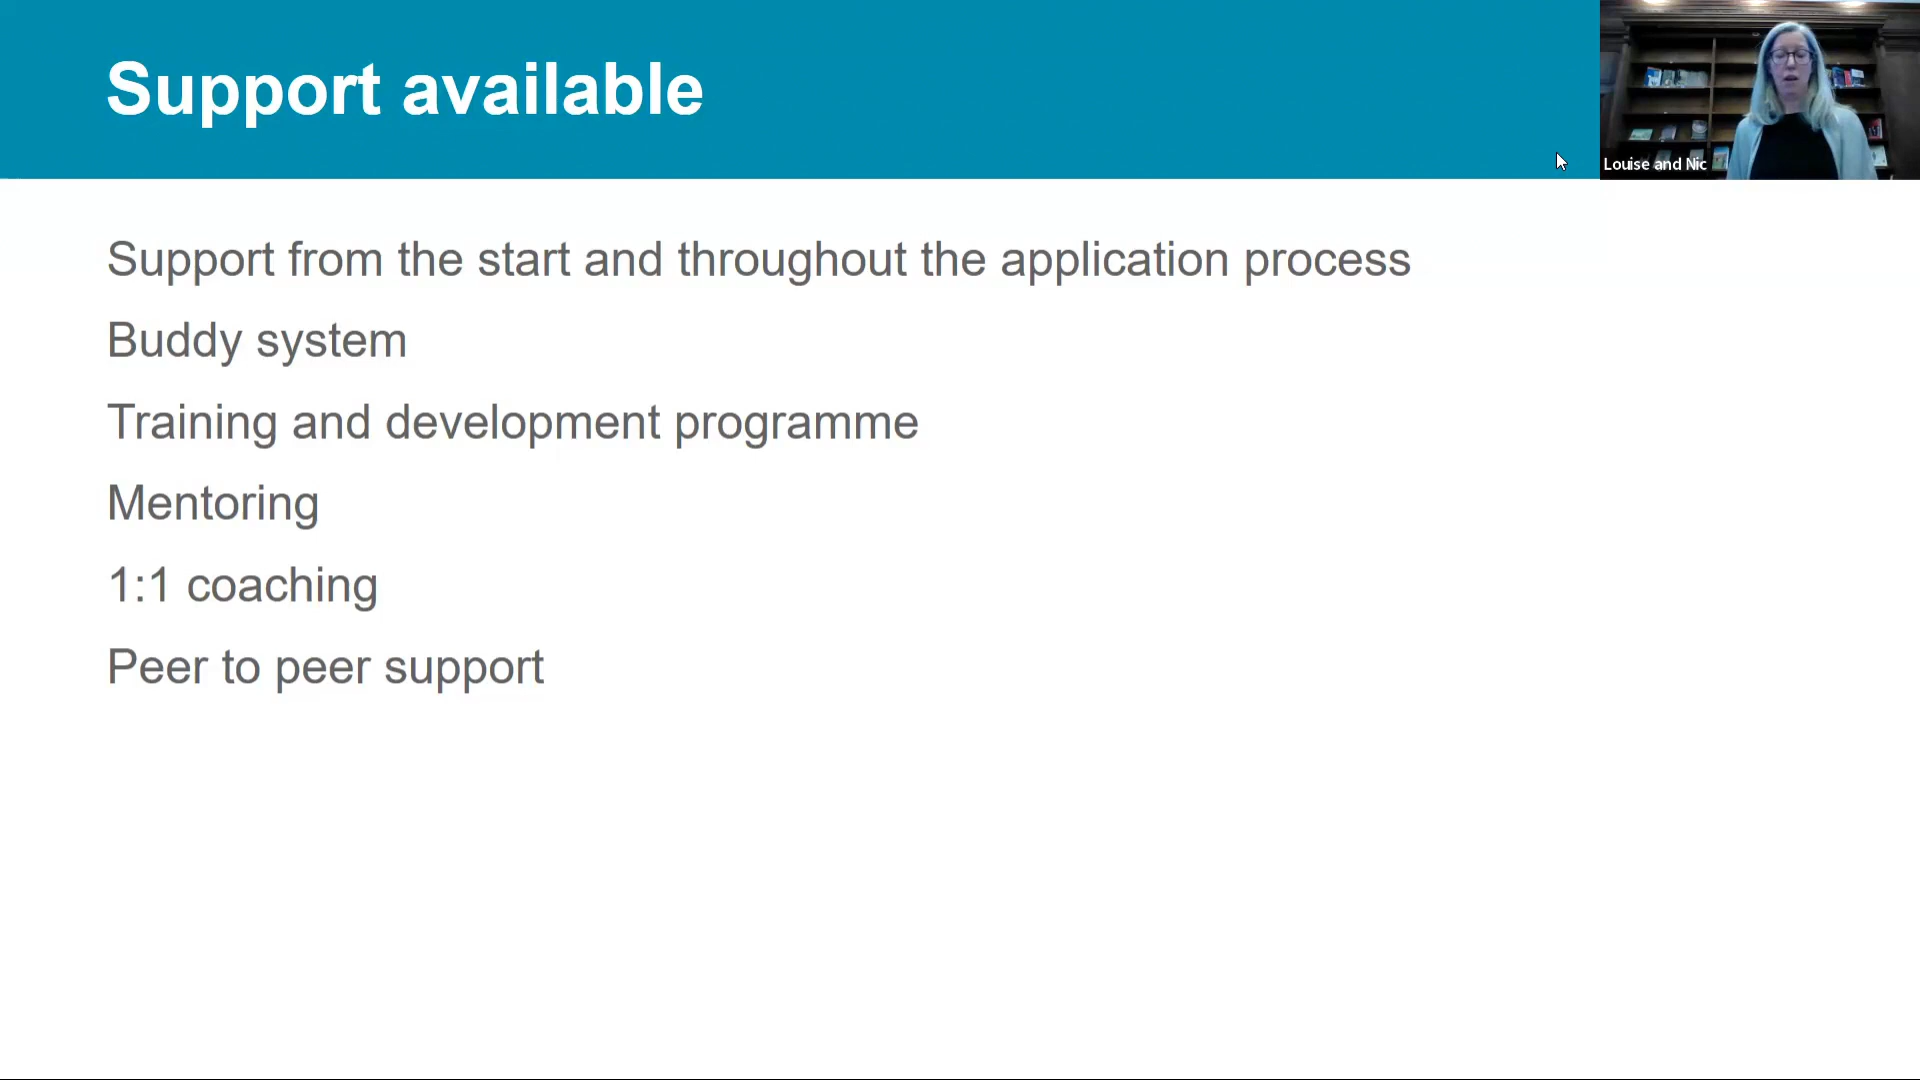 Support available
Louise and Nic
Support from the start and throughout the application process
Buddy system
Training and development programme
Mentoring
1:1 coaching
Peer to peer support